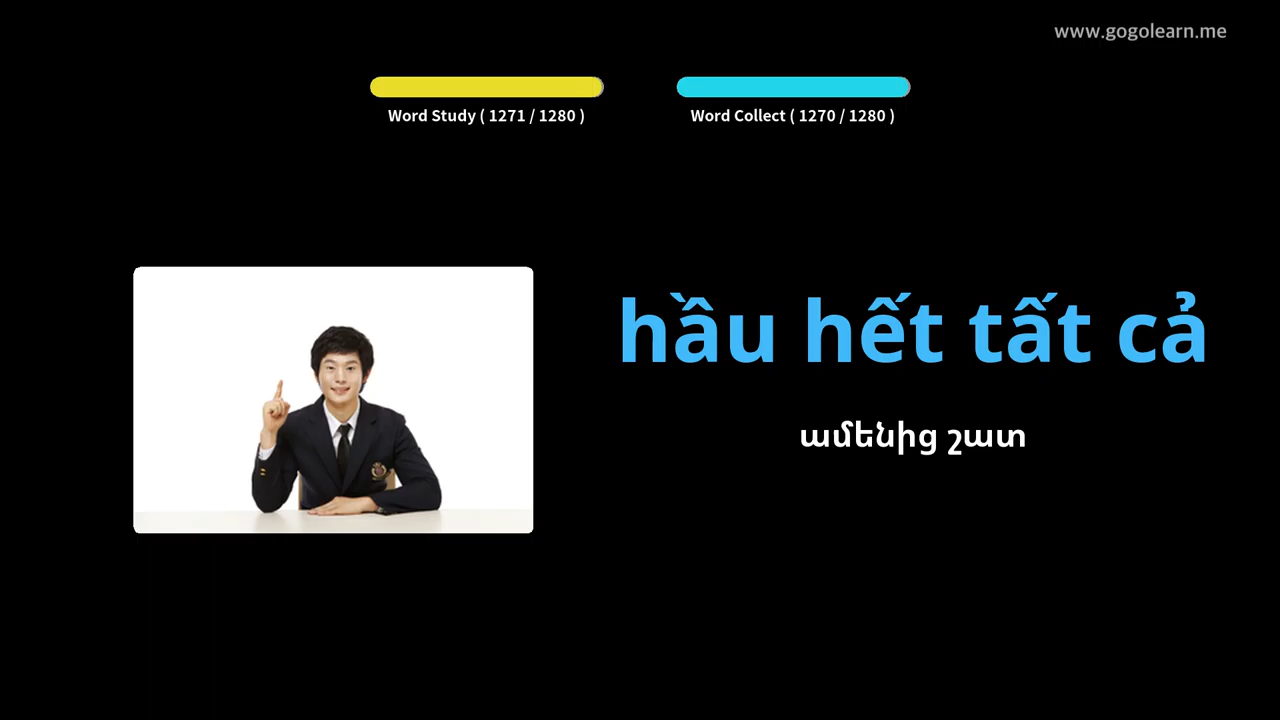 www.gogolearn.me
Word Study ( 1271 / 1280 )
Word Collect ( 1270 / 1280 )
hầu hết tất cả
ամենից շատ